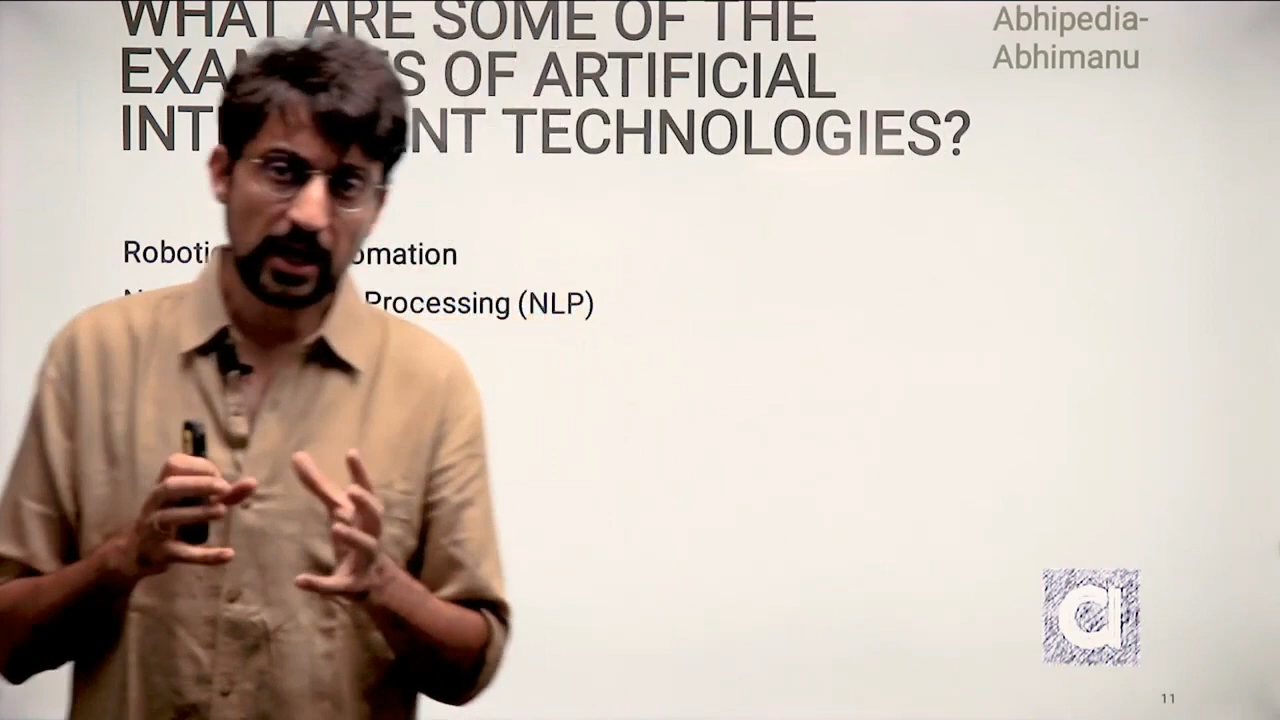 WHAT ARE SOME OF THE
EXA S OF ARTIFICIAL
INT NT TECHNOLOGIES?
Abhipedia-
Abhimanu
Roboti omation
N Processing (NLP)
a
11